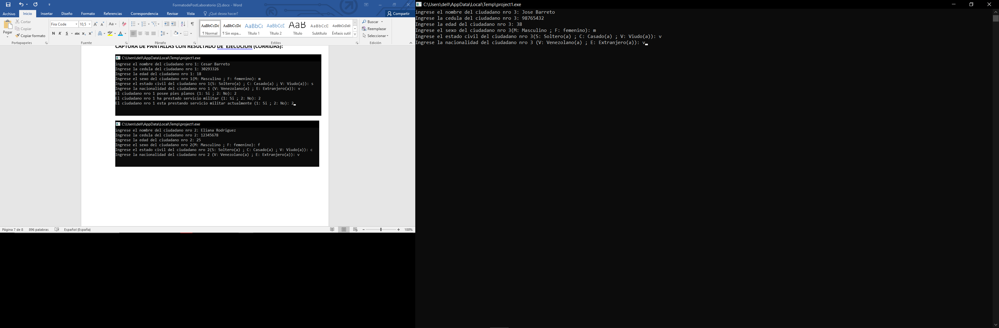 FormatodePostLaboratorio (2).docx - Word
Archivo Inicio Insertar Diseño Formato Referencias Correspondencia Revisar Vista ¿Qué desea hacer? Compartir
Pegar
Cortar
Copiar
Copiar formato
Portapapeles
Fira Code 10,5
Aa
N K S abc x₂ x² A A
Fuente
Párrafo
AaBbCcDc AaBbCcDc AaBbC( AaBbCcC AaB AaBbCcC AaBbCcDdI
¶ Normal ¶ Sin espa... Título 1 Título 2 Título Subtítulo Énfasis sutil
Estilos
Buscar
Reemplazar
Seleccionar
Edición
CAPTURA DE PANTALLAS CON RESULTADO DE EJECUCIÓN (CORRIDAS):
C:\Users\dell\AppData\Local\Temp\project1.exe
ingrese el nombre del ciudadano nro 1: Cesar Barreto
Ingrese la cedula del ciudadano nro 1: 30293326
Ingrese la edad del ciudadano nro 1: 18
Ingrese el sexo del ciudadano nro 1(M: Masculino ; F: femenino): m
Ingrese el estado civil del ciudadano nro 1(S: Soltero(a) ; C: Casado(a) ; V: Viudo(a)): s
Ingrese la nacionalidad del ciudadano nro 1 (V: Venezolano(a) ; E: Extranjero(a)): v
El ciudadano nro 1 posee pies planos (1: Si ; 2: No): 2
El ciudadano nro 1 ha prestado servicio militar (1: Si ; 2: No): 2
El ciudadano nro 1 esta prestando servicio militar actualmente (1: Si ; 2: No): 2
C:\Users\dell\AppData\Local\Temp\project1.exe
ingrese el nombre del ciudadano nro 2: Eliana Rodriguez
Ingrese la cedula del ciudadano nro 2: 12345678
Ingrese la edad del ciudadano nro 2: 25
Ingrese el sexo del ciudadano nro 2(M: Masculino ; F: femenino): f
Ingrese el estado civil del ciudadano nro 2(S: Soltero(a) ; C: Casado(a) ; V: Viudo(a)): c
Ingrese la nacionalidad del ciudadano nro 2 (V: Venezolano(a) ; E: Extranjero(a)): v
Página 7 de 8 896 palabras Español (España) 100%
C:\Users\dell\AppData\Local\Temp\project1.exe
ingrese el nombre del ciudadano nro 3: Jose Barreto
Ingrese la cedula del ciudadano nro 3: 98765432
Ingrese la edad del ciudadano nro 3: 38
Ingrese el sexo del ciudadano nro 3(M: Masculino ; F: femenino): m
Ingrese el estado civil del ciudadano nro 3(S: Soltero(a) ; C: Casado(a) ; V: Viudo(a)): v
Ingrese la nacionalidad del ciudadano nro 3 (V: Venezolano(a) ; E: Extranjero(a)): v